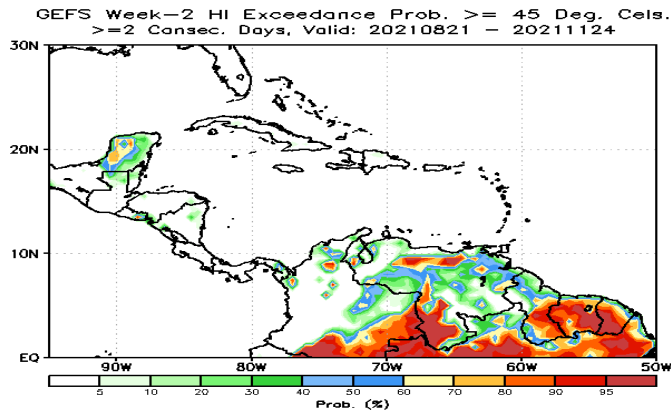 GEFS Week-2 HI Exceedance Prob. >= 45 Deg. Cels.
>=2 Cansec. Days, Valid: 20210821 - 20211124
30N
20N
10N
EQ
90W 80W 70W 60W 50W
5 10 20 30 40 50 60 70 80 90 95
Prob. (%)